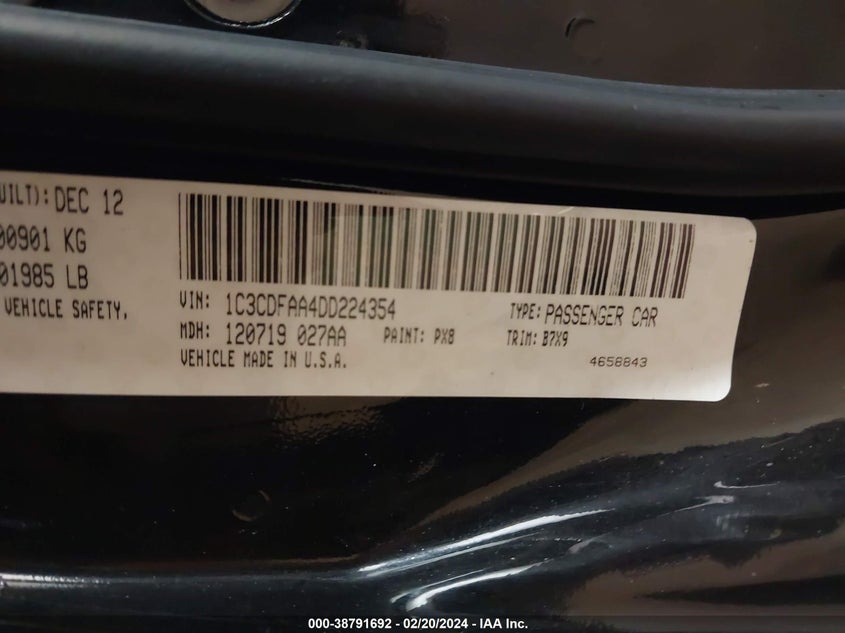 UILT): DEC 12
00901 KG
01985 LB
VEHICLE SAFETY,
VIN: 1C3CDFAA4DD224354 TYPE: PASSENGER CAR
MDH: 120719 027AA PAINT: PX8 TRIM: B7X9
VEHICLE MADE IN U.S.A. 4658843
000-38791692 - 02/20/2024 - IAA Inc.